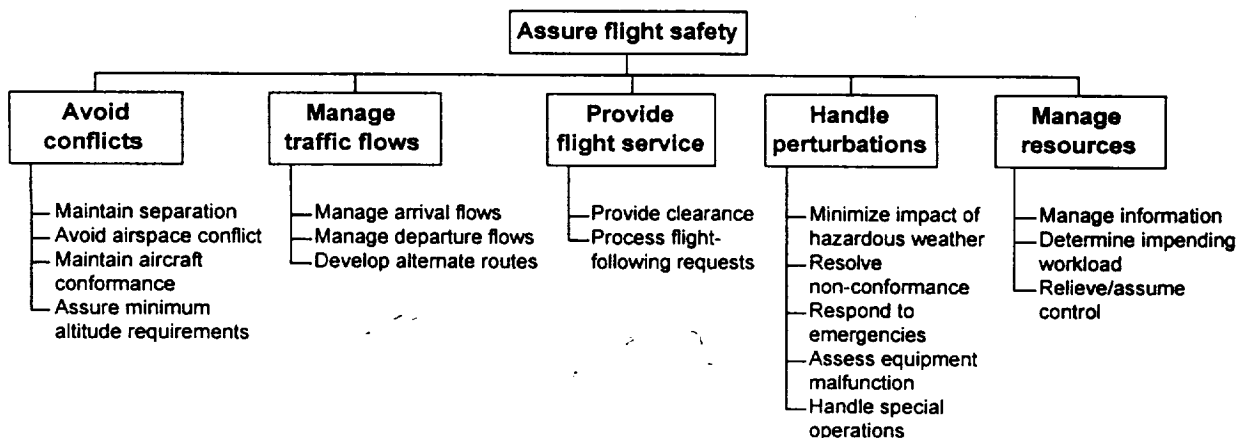 Assure flight safety
Avoid
conflicts
Maintain separation
Avoid airspace conflict
Maintain aircraft
conformance
Assure minimum
altitude requirements
Manage
traffic flows
Manage arrival flows
Manage departure flows
Develop alternate routes
Provide
flight service
Provide clearance
Process flight-
following requests
Handle
perturbations
Minimize impact of
hazardous weather
Resolve
non-conformance
Respond to
emergencies
Assess equipment
malfunction
Handle special
operations
Manage
resources
Manage information
Determine impending
workload
Relieve/assume
control